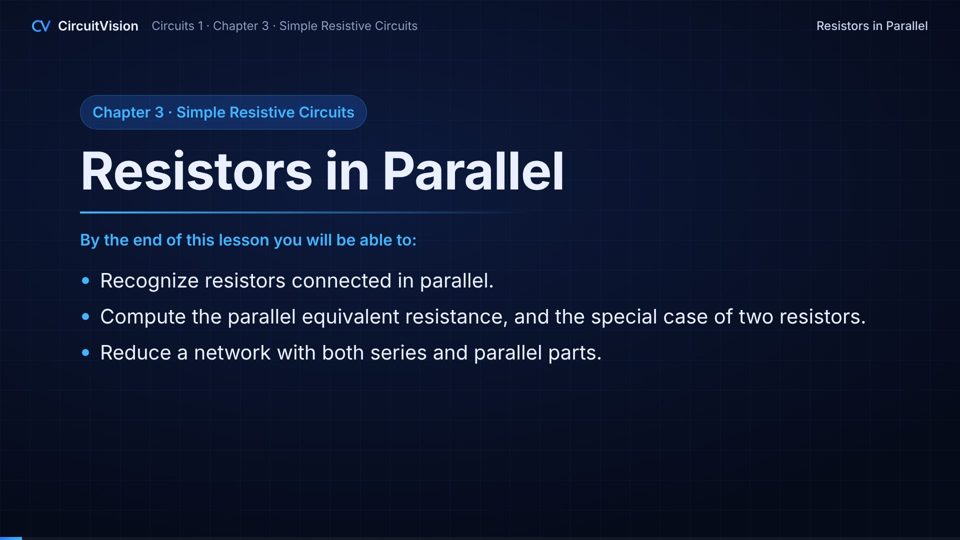 CV CircuitVision Circuits 1 · Chapter 3 · Simple Resistive Circuits
Resistors in Parallel
Chapter 3 · Simple Resistive Circuits
Resistors in Parallel
By the end of this lesson you will be able to:
• Recognize resistors connected in parallel.
• Compute the parallel equivalent resistance, and the special case of two resistors.
• Reduce a network with both series and parallel parts.